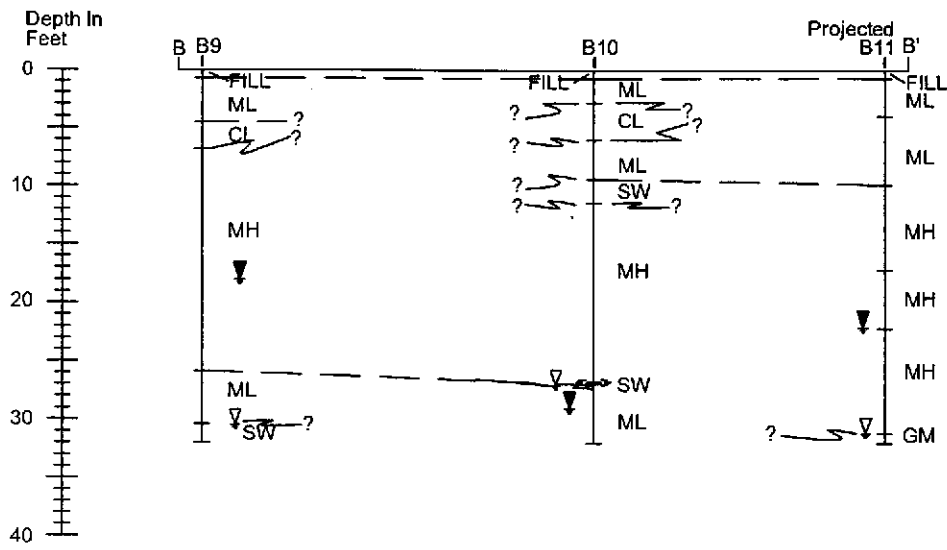 Depth In
Feet
Projected
B B9 B10 B11 B'
0
FILL FILL FILL
ML ML ML
? ? ?
CL CL ?
? ?
ML ML
10 ? SW
? ?
MH MH
MH
20 MH
MH
ML SW
30 ML
SW ? ? GM
40